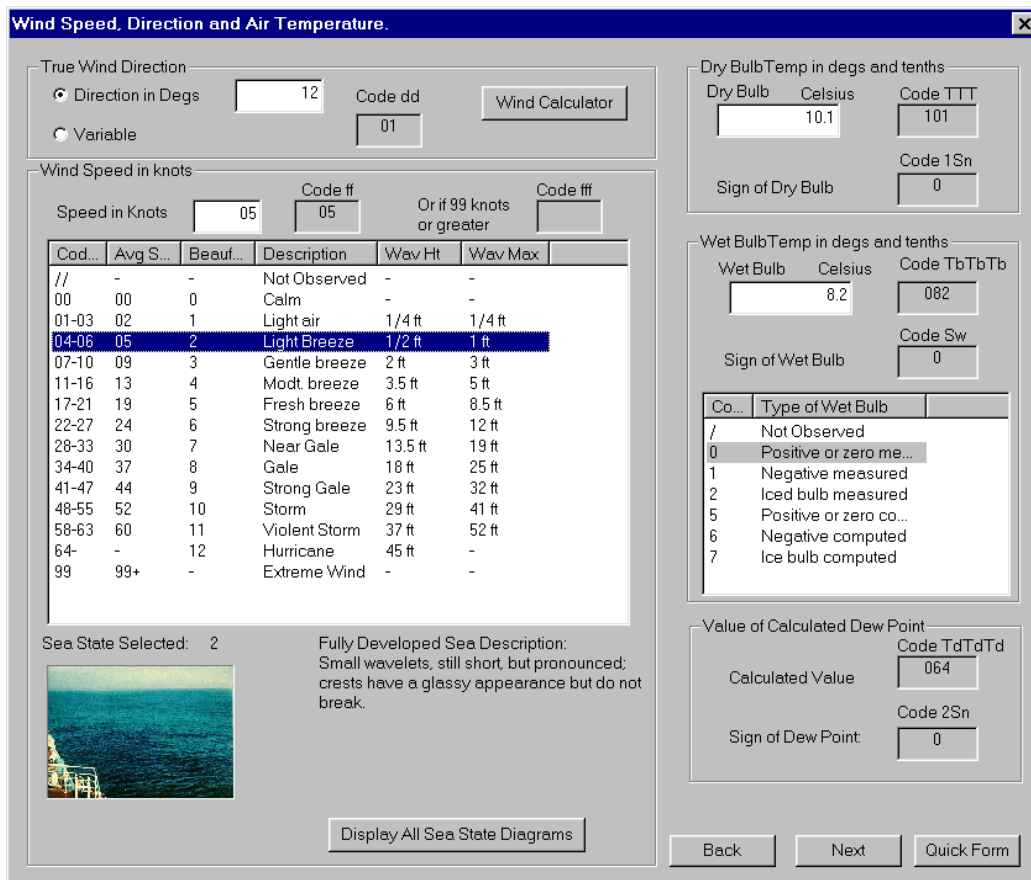 Wind Speed, Direction and Air Temperature.
True Wind Direction
Direction in Degs 12 Code dd 01 Wind Calculator
Variable
Wind Speed in knots
Speed in Knots 05 Code ff 05 Or if 99 knots or greater Code fff
Cod... Avg S... Beauf... Description Wav Ht Wav Max
// - - Not Observed - -
00 00 0 Calm - -
01-03 02 1 Light air 1/4 ft 1/4 ft
04-06 05 2 Light Breeze 1/2 ft 1 ft
07-10 09 3 Gentle breeze 2 ft 3 ft
11-16 13 4 Modt. breeze 3.5 ft 5 ft
17-21 19 5 Fresh breeze 6 ft 8.5 ft
22-27 24 6 Strong breeze 9.5 ft 12 ft
28-33 30 7 Near Gale 13.5 ft 19 ft
34-40 37 8 Gale 18 ft 25 ft
41-47 44 9 Strong Gale 23 ft 32 ft
48-55 52 10 Storm 29 ft 41 ft
58-63 60 11 Violent Storm 37 ft 52 ft
64- - 12 Hurricane 45 ft -
99 99+ - Extreme Wind - -
Sea State Selected: 2
Fully Developed Sea Description:
Small wavelets, still short, but pronounced;
crests have a glassy appearance but do not
break.
Display All Sea State Diagrams
Dry BulbTemp in degs and tenths
Dry Bulb Celsius Code TTT
10.1 101
Code 1Sn
Sign of Dry Bulb 0
Wet BulbTemp in degs and tenths
Wet Bulb Celsius Code TbTbTb
8.2 082
Code Sw
Sign of Wet Bulb 0
Co... Type of Wet Bulb
/ Not Observed
0 Positive or zero me...
1 Negative measured
2 Iced bulb measured
5 Positive or zero co...
6 Negative computed
7 Ice bulb computed
Value of Calculated Dew Point
Code TdTdTd
Calculated Value 064
Code 2Sn
Sign of Dew Point: 0
Back Next Quick Form